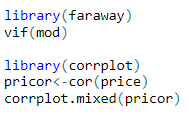 library(faraway)
vif(mod)
library(corrplot)
pricor<-cor(price)
corrplot.mixed(pricor)